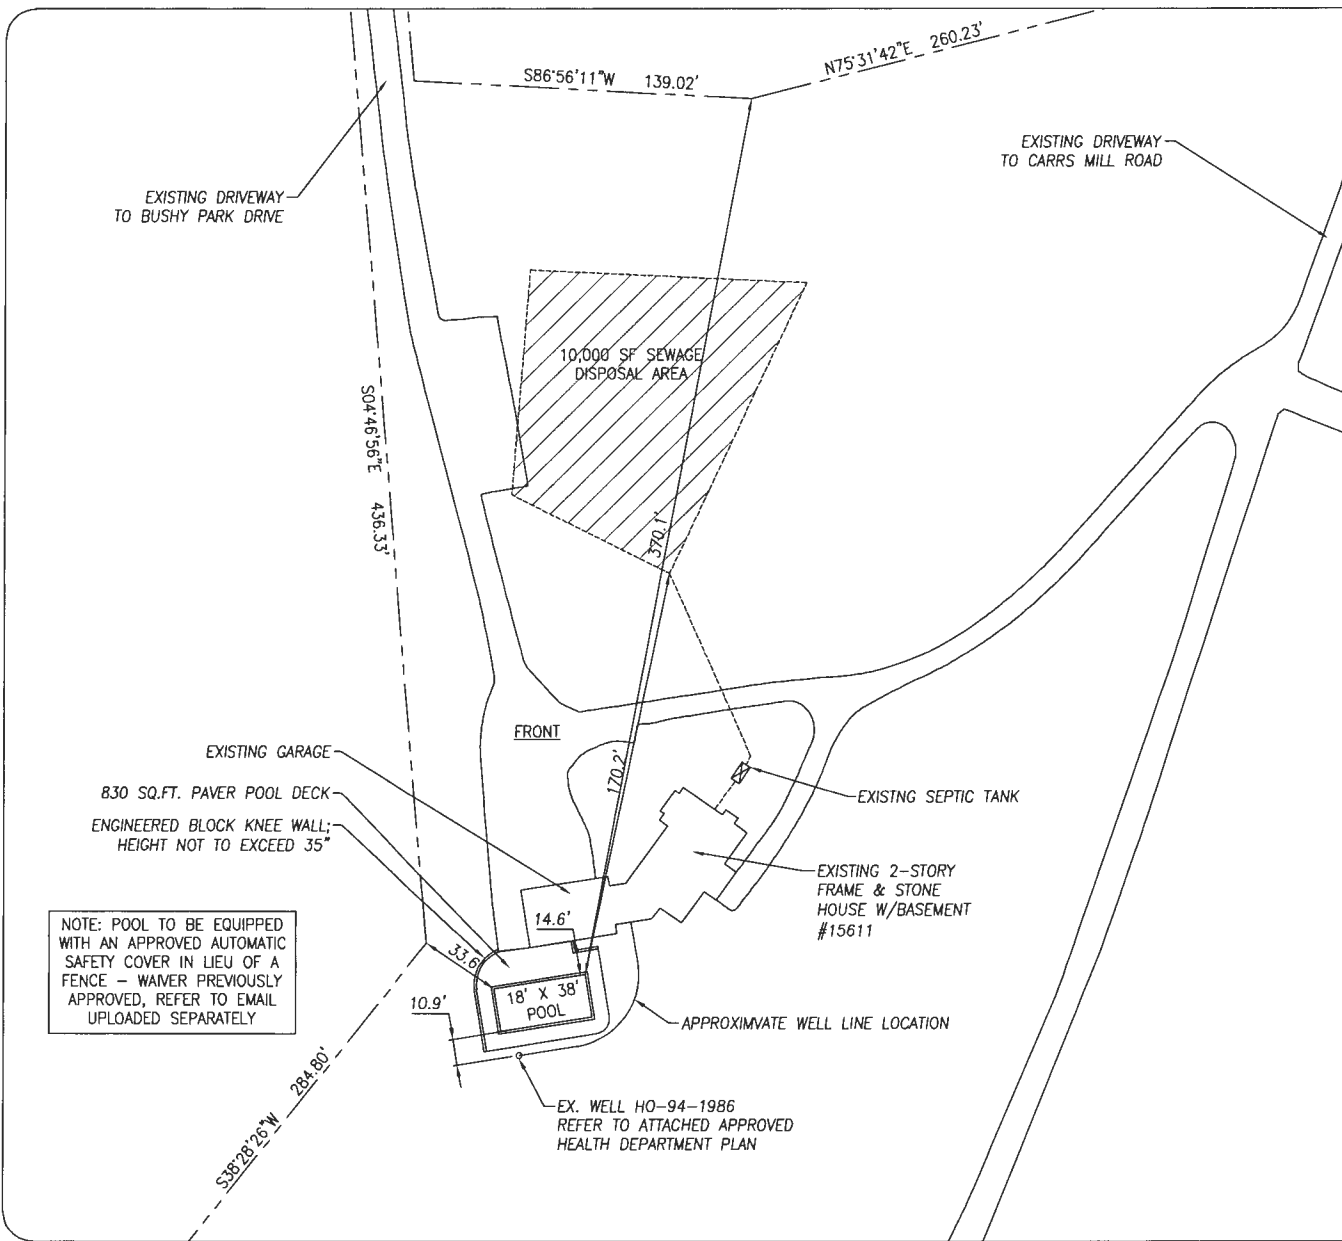 S86°56'11"W 139.02'
N75°31'42"E 260.23'
EXISTING DRIVEWAY
TO CARRS MILL ROAD
EXISTING DRIVEWAY
TO BUSHY PARK DRIVE
10,000 SF SEWAGE
DISPOSAL AREA
S04°46'56"E 436.33'
370.1'
FRONT
EXISTING GARAGE
170.2'
830 SQ.FT. PAVER POOL DECK
EXISTNG SEPTIC TANK
ENGINEERED BLOCK KNEE WALL;
HEIGHT NOT TO EXCEED 35"
EXISTING 2-STORY
FRAME & STONE
HOUSE W/BASEMENT
#15611
NOTE: POOL TO BE EQUIPPED
WITH AN APPROVED AUTOMATIC
SAFETY COVER IN LIEU OF A
FENCE - WAIVER PREVIOUSLY
APPROVED, REFER TO EMAIL
UPLOADED SEPARATELY
14.6'
33.6
18' X 38'
POOL
10.9'
APPROXIMVATE WELL LINE LOCATION
S38°28'26"W 284.80'
EX. WELL HO-94-1986
REFER TO ATTACHED APPROVED
HEALTH DEPARTMENT PLAN